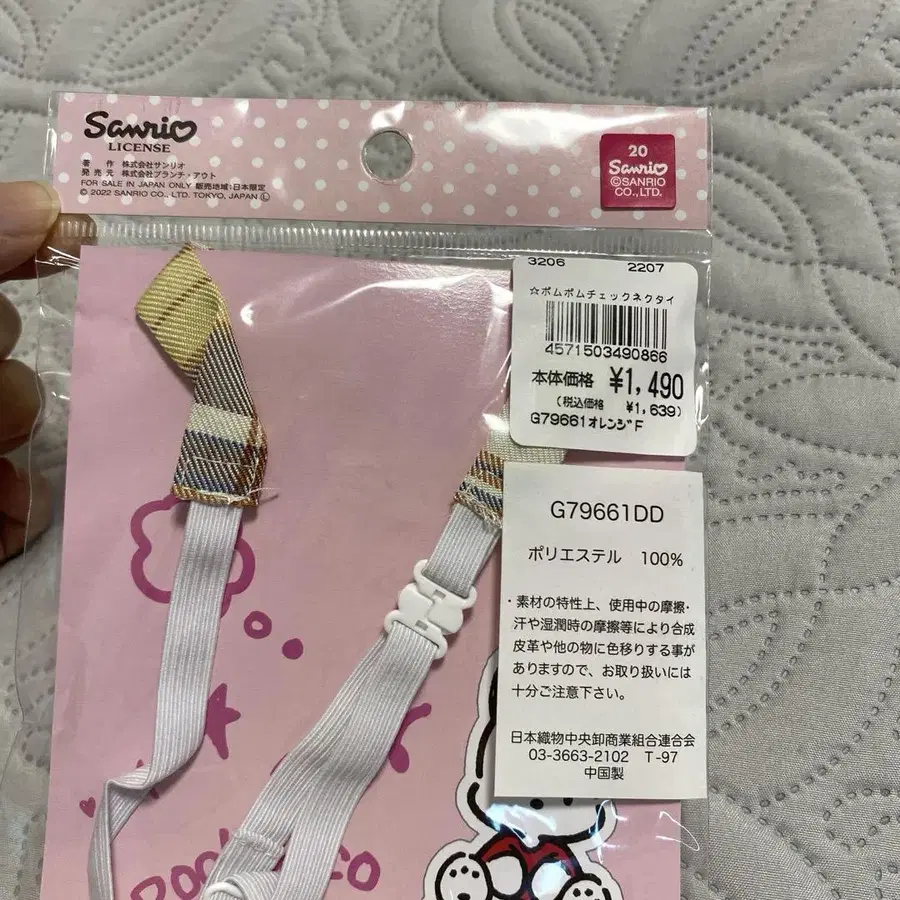 Sanrio
LICENSE
著 作 株式会社サンリオ
発 売 元 株式会社ブランチ・アウト
FOR SALE IN JAPAN ONLY 販売地域:日本限定
© 2022 SANRIO CO., LTD. TOKYO, JAPAN Ⓛ
20
Sanrio
©SANRIO
CO., LTD.
3206 2207
☆ポムポムチェックネクタイ
4571503490866
本体価格 ¥1,490
(税込価格 ¥1,639)
G79661オレンジF
G79661DD
ポリエステル 100%
・素材の特性上、使用中の摩擦・
汗や湿潤時の摩擦等により合成
皮革や他の物に色移りする事が
ありますので、お取り扱いには
十分ご注意下さい。
日本織物中央卸商業組合連合会
03-3663-2102 T-97
中国製